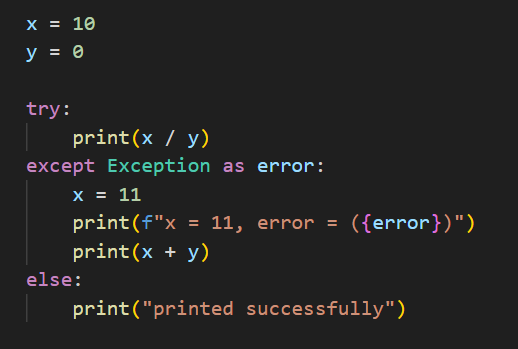 x = 10
y = 0

try:
    print(x / y)
except Exception as error:
    x = 11
    print(f"x = 11, error = ({error})")
    print(x + y)
else:
    print("printed successfully")